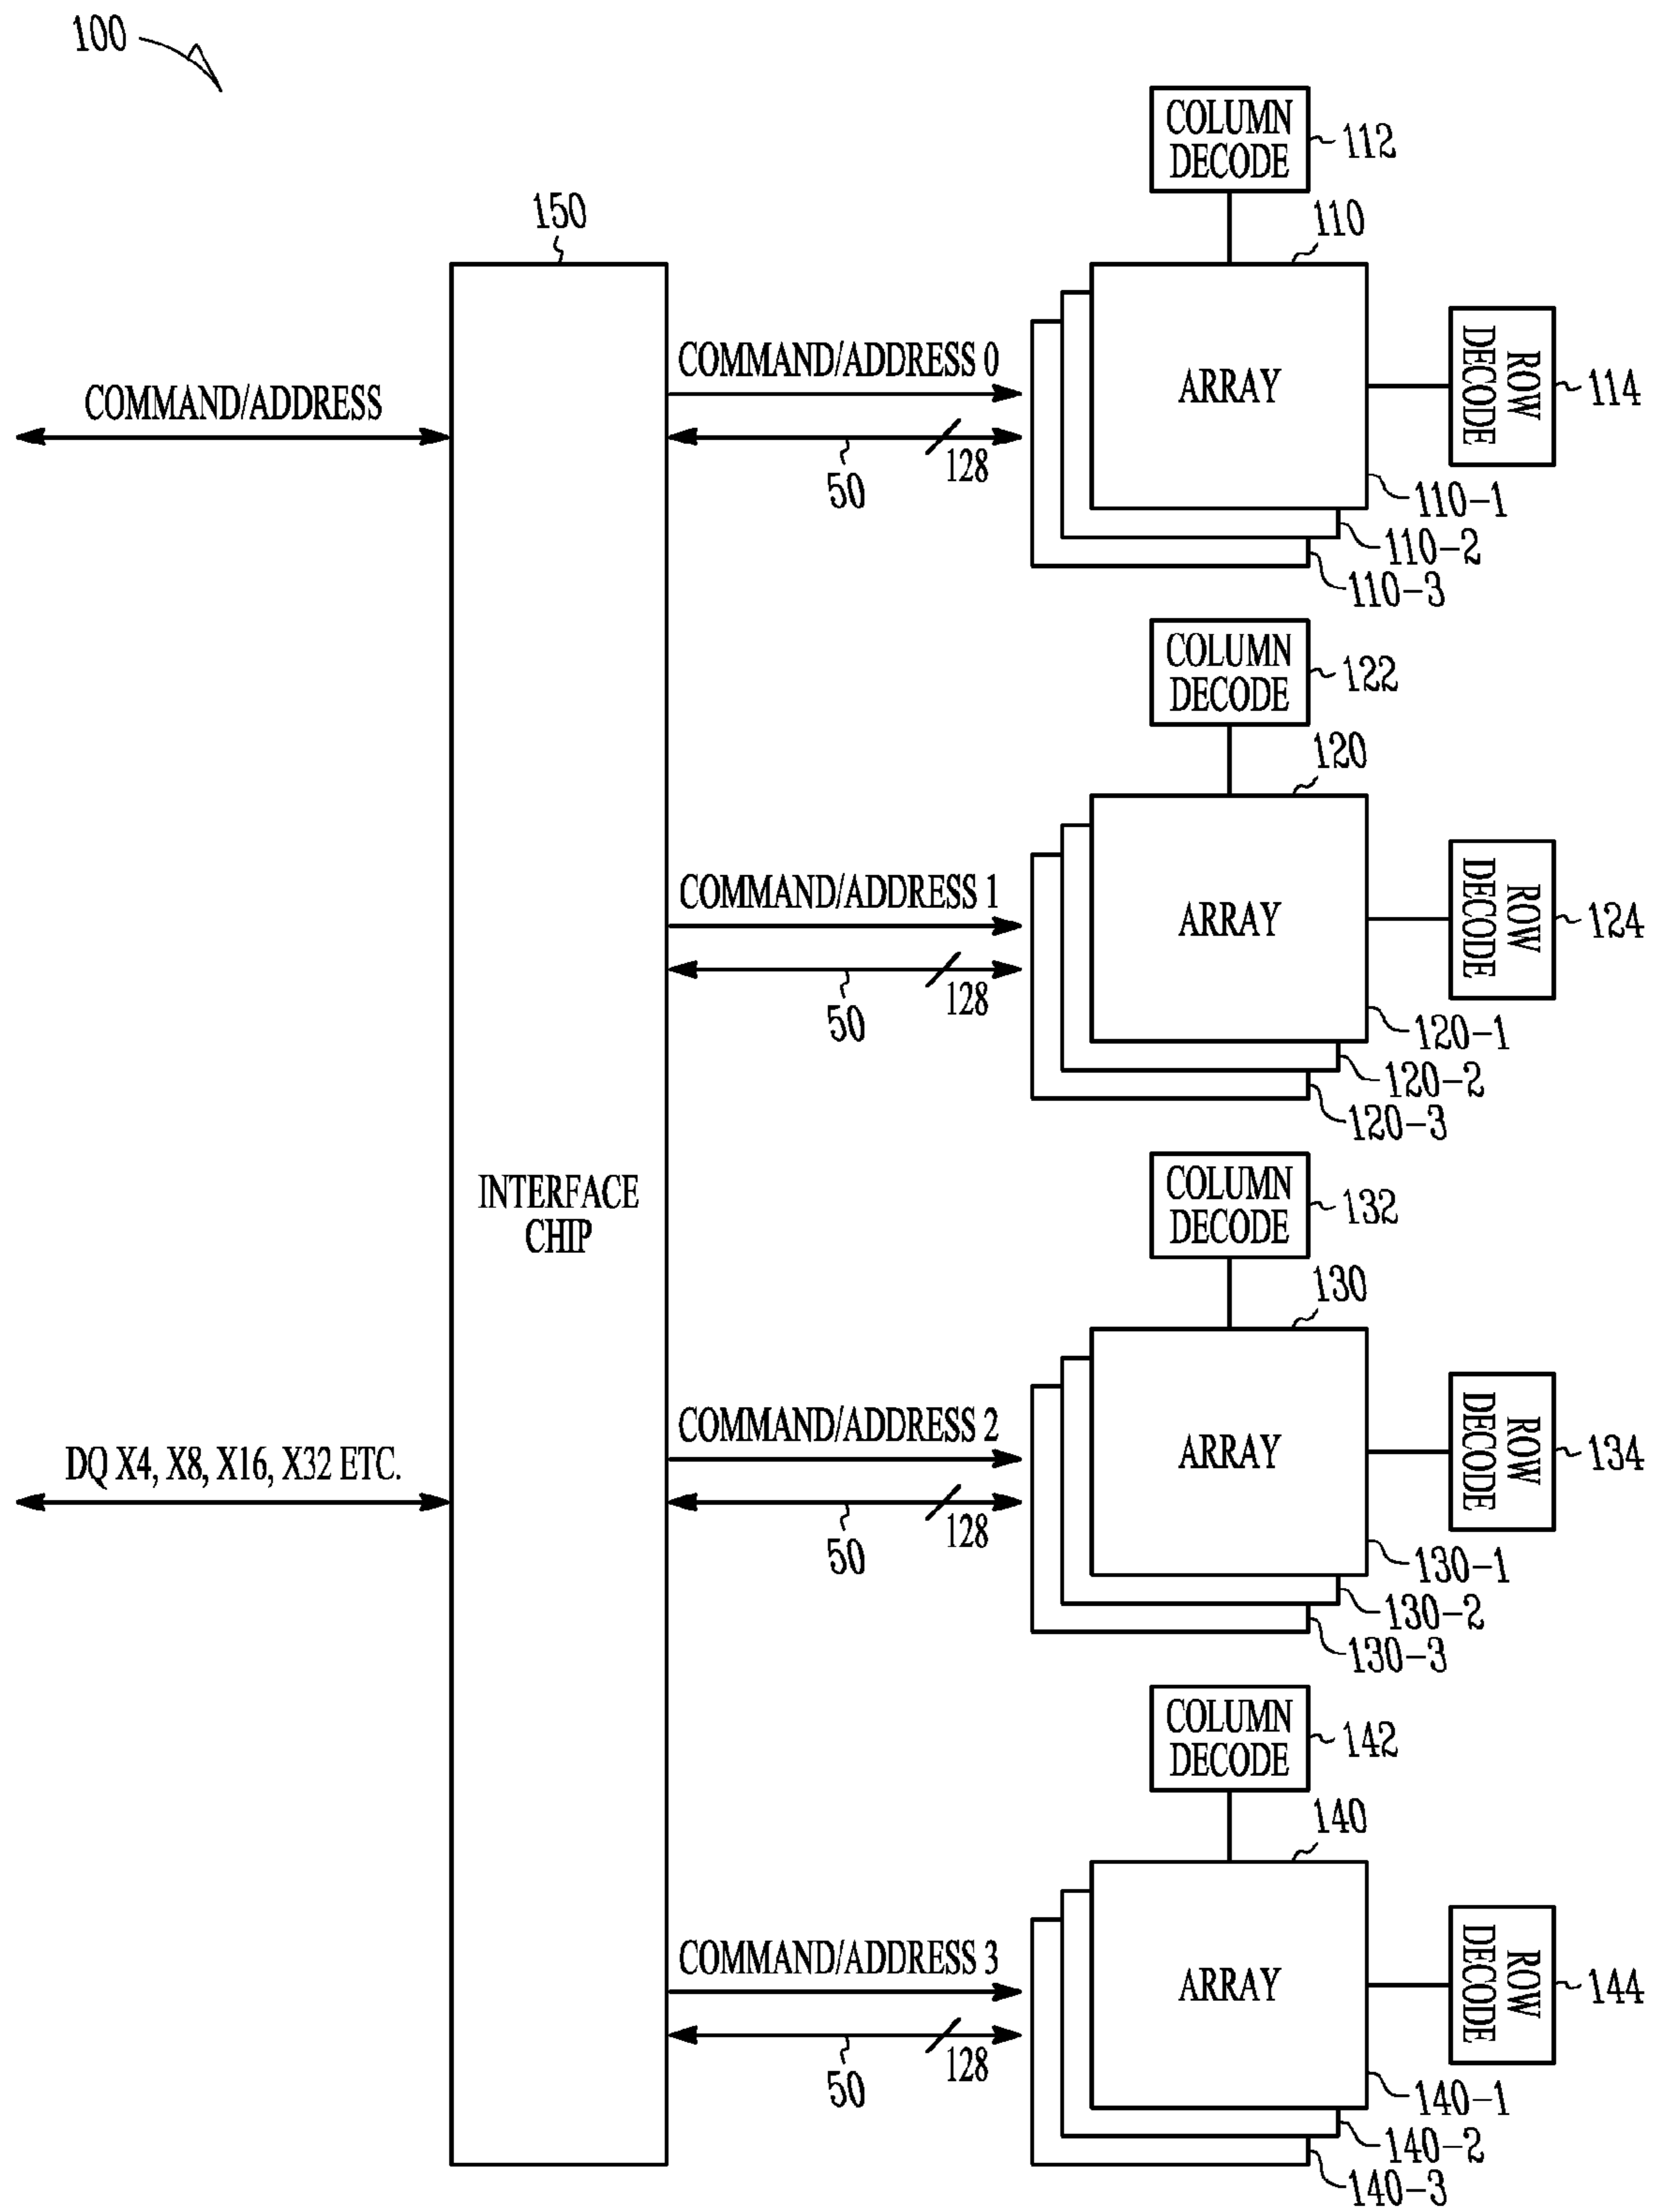 100
COLUMN
DECODE
112
150
110
COMMAND/ADDRESS 0
ARRAY
ROW
DECODE
114
COMMAND/ADDRESS
50
128
110-1
110-2
110-3
COLUMN
DECODE
122
120
COMMAND/ADDRESS 1
ARRAY
ROW
DECODE
124
50
128
120-1
120-2
120-3
INTERFACE
CHIP
COLUMN
DECODE
132
130
COMMAND/ADDRESS 2
ARRAY
ROW
DECODE
134
DQ X4, X8, X16, X32 ETC.
50
128
130-1
130-2
130-3
COLUMN
DECODE
142
140
COMMAND/ADDRESS 3
ARRAY
ROW
DECODE
144
50
128
140-1
140-2
140-3